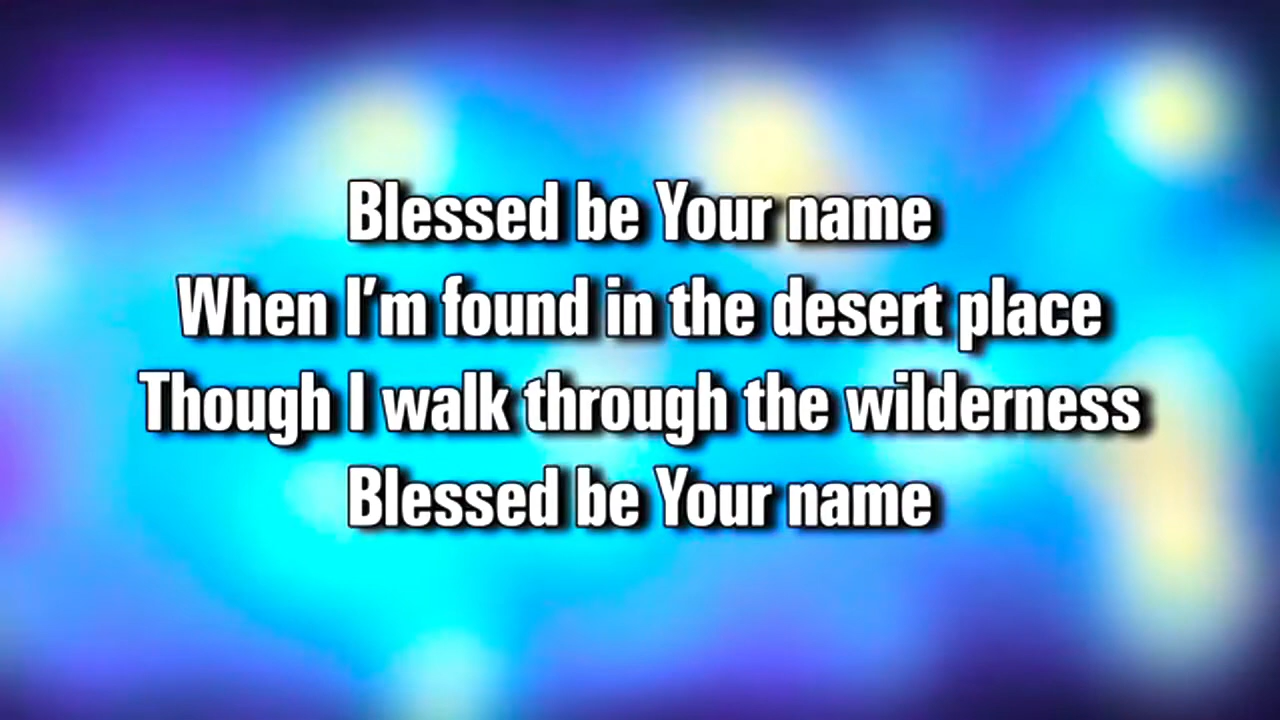 Blessed be Your name
When I’m found in the desert place
Though I walk through the wilderness
Blessed be Your name